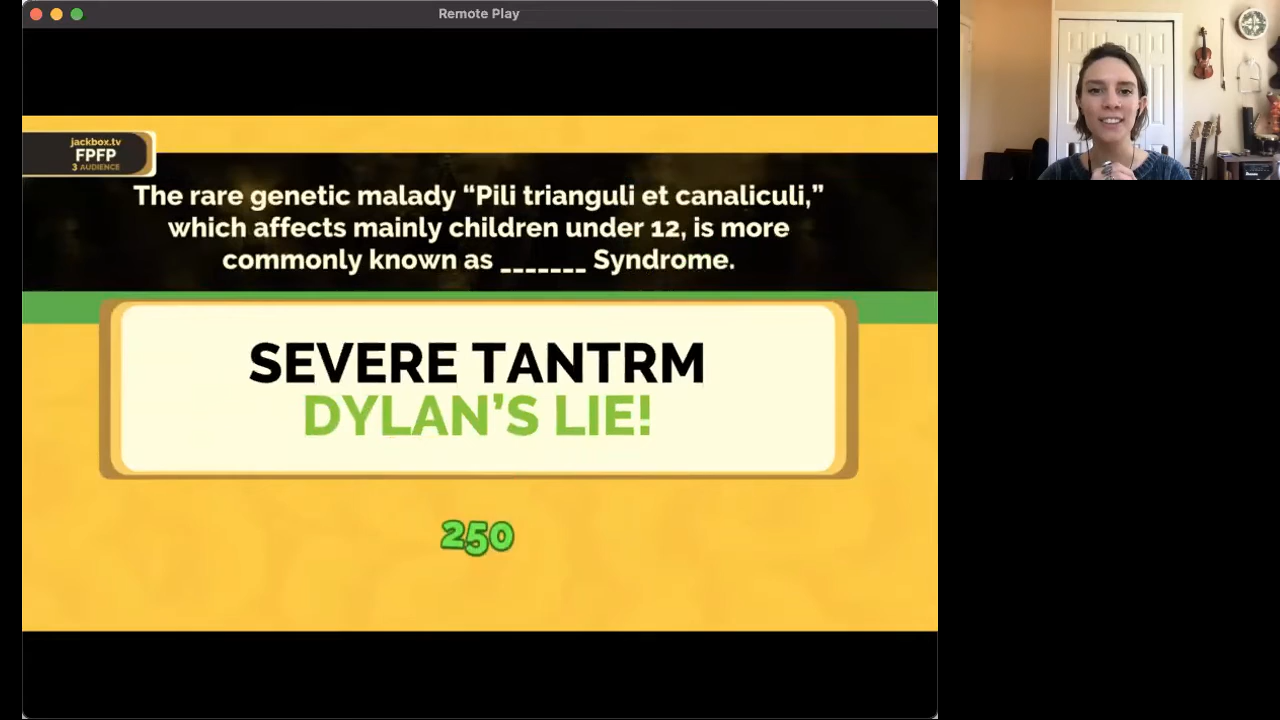 Remote Play
jackbox.tv
FPFP
3 AUDIENCE
The rare genetic malady “Pili trianguli et canaliculi,”
which affects mainly children under 12, is more
commonly known as _______ Syndrome.
SEVERE TANTRM
DYLAN’S LIE!
250